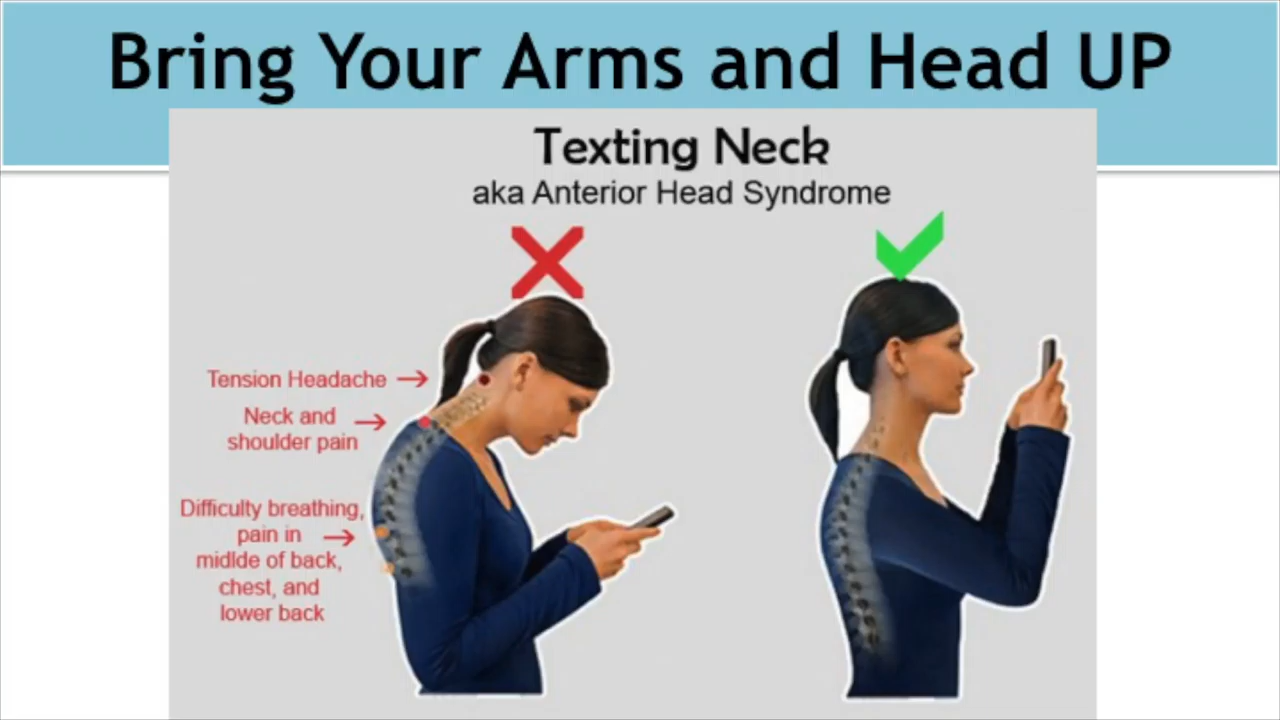 Bring Your Arms and Head UP
Texting Neck
aka Anterior Head Syndrome
Tension Headache
Neck and
shoulder pain
Difficulty breathing,
pain in
midlde of back,
chest, and
lower back